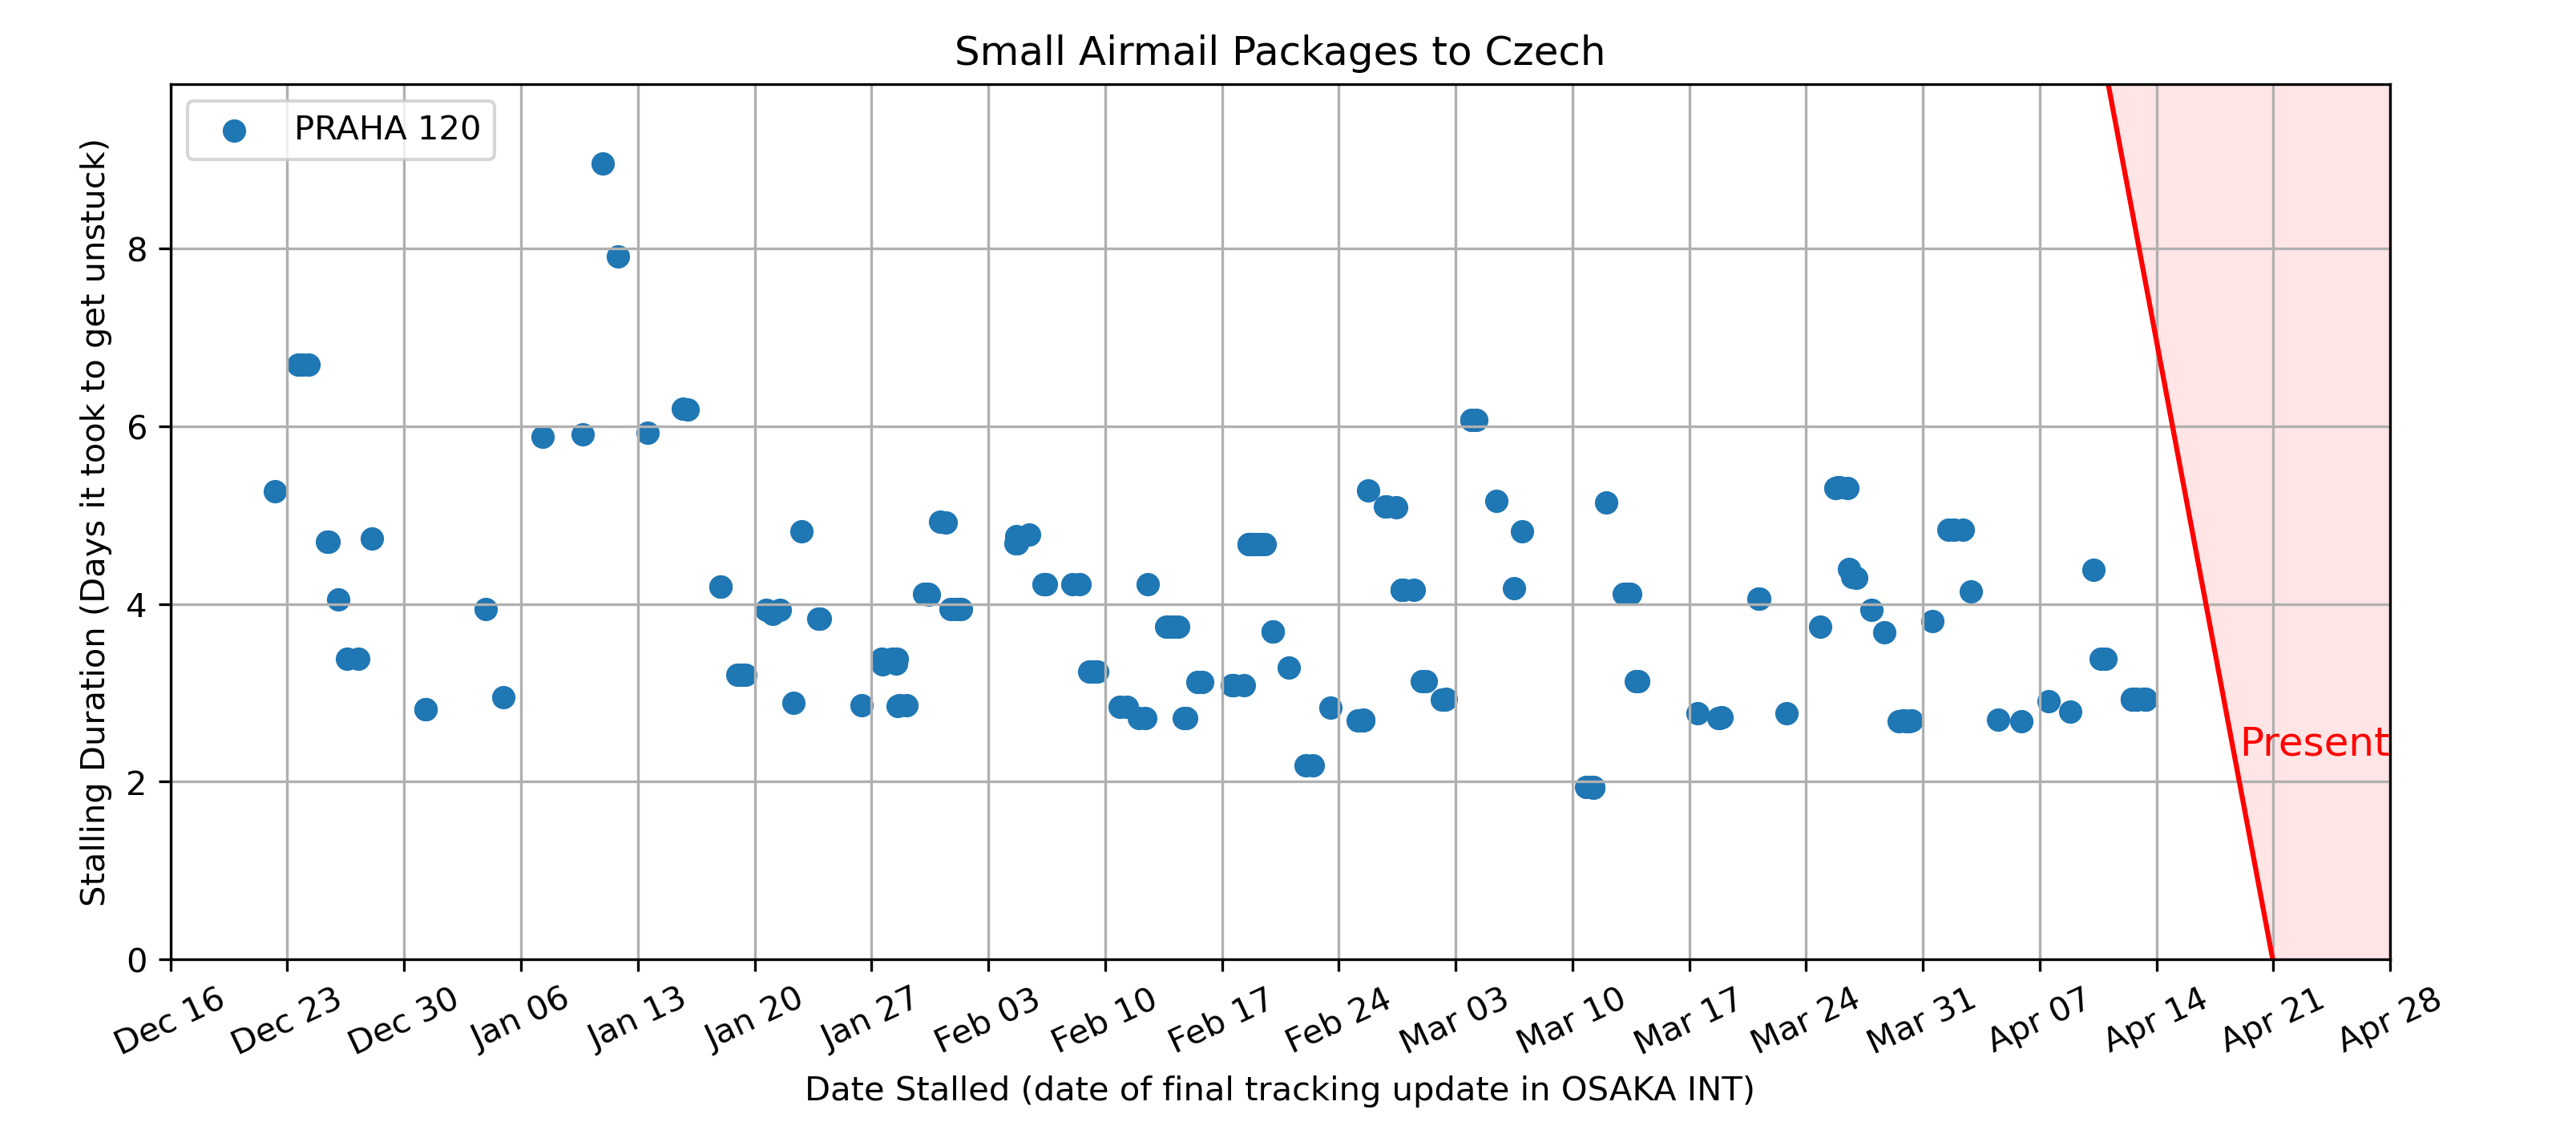 Small Airmail Packages to Czech
PRAHA 120
Stalling Duration (Days it took to get unstuck)
8
6
4
2
0
Present
Dec 16
Dec 23
Dec 30
Jan 06
Jan 13
Jan 20
Jan 27
Feb 03
Feb 10
Feb 17
Feb 24
Mar 03
Mar 10
Mar 17
Mar 24
Mar 31
Apr 07
Apr 14
Apr 21
Apr 28
Date Stalled (date of final tracking update in OSAKA INT)